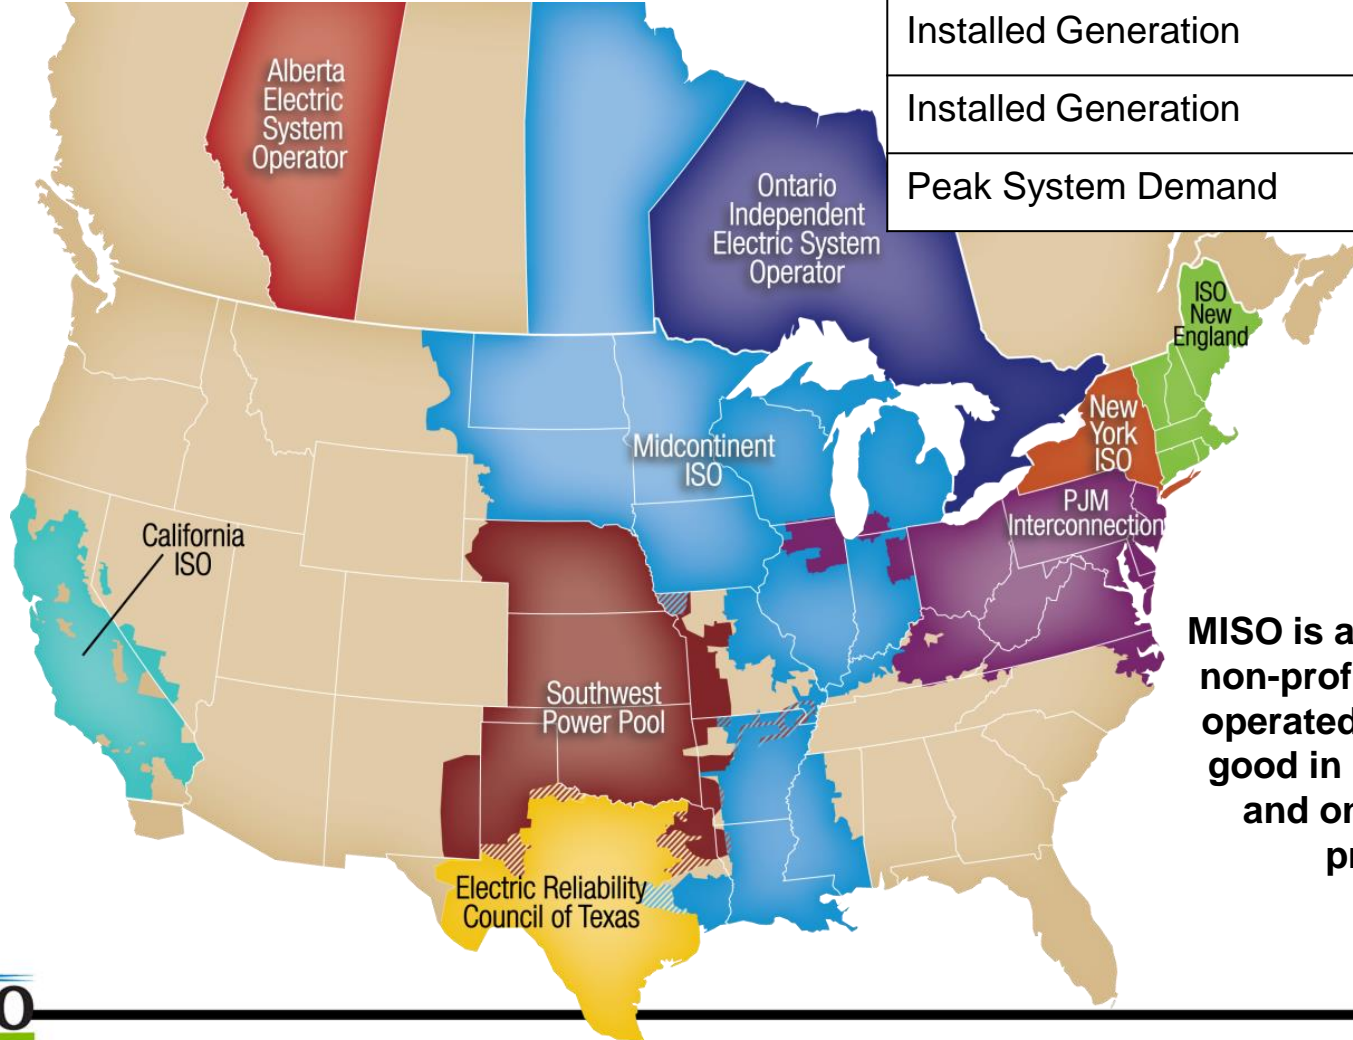 Installed Generation
Installed Generation
Peak System Demand
Alberta
Electric
System
Operator
Ontario
Independent
Electric System
Operator
ISO
New
England
New
York
ISO
Midcontinent
ISO
PJM
Interconnection
California
ISO
Southwest
Power Pool
Electric Reliability
Council of Texas
MISO is a
non-prof
operated
good in
and or
pr
O